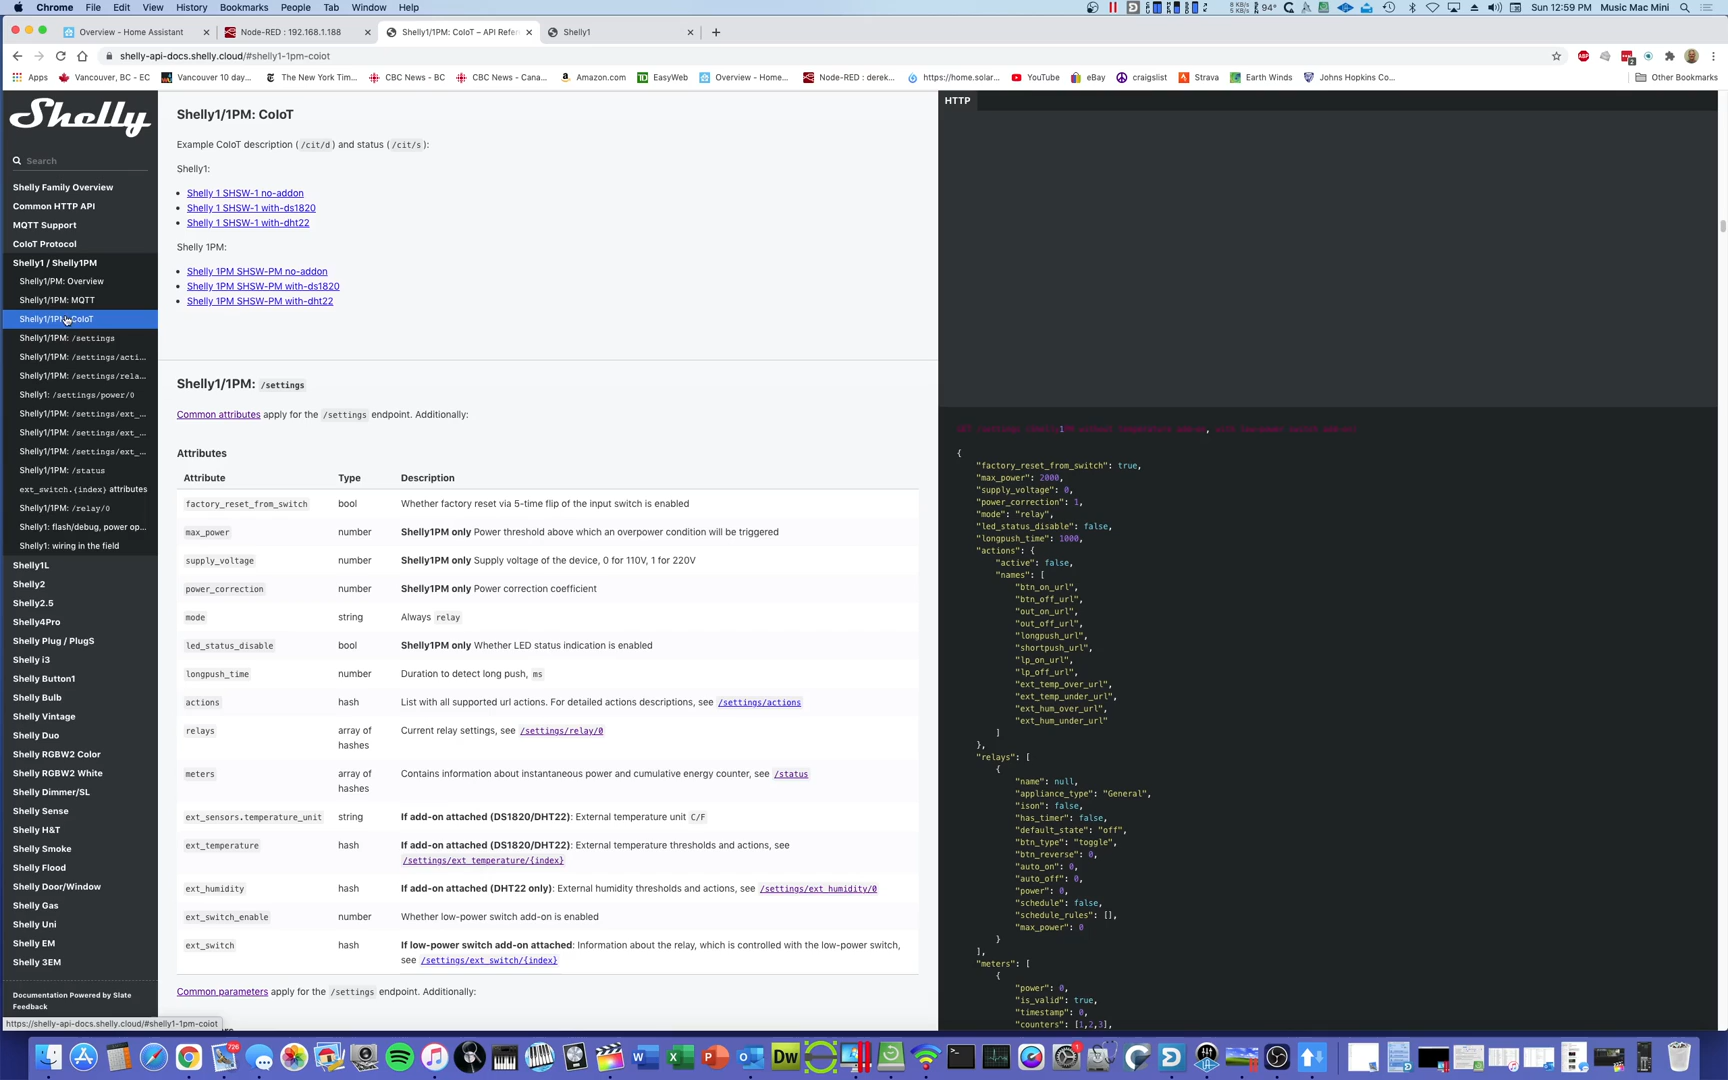 Chrome File Edit View History Bookmarks People Tab Window Help
8 KB/s
5 KB/s
94°
Sun 12:59 PM Music Mac Mini
Overview - Home Assistant
Node-RED : 192.168.1.188
Shelly1/1PM: CoIoT – API Refer
Shelly1
shelly-api-docs.shelly.cloud/#shelly1-1pm-coiot
Apps
Vancouver, BC - EC
Vancouver 10 day...
The New York Tim...
CBC News - BC
CBC News - Cana...
Amazon.com
EasyWeb
Overview - Home...
Node-RED : derek...
https://home.solar...
YouTube
eBay
craigslist
Strava
Earth Winds
Johns Hopkins Co...
Other Bookmarks
Shelly
Search
Shelly Family Overview
Common HTTP API
MQTT Support
CoIoT Protocol
Shelly1 / Shelly1PM
Shelly1/PM: Overview
Shelly1/1PM: MQTT
Shelly1/1PM: CoIoT
Shelly1/1PM: /settings
Shelly1/1PM: /settings/acti...
Shelly1/1PM: /settings/rela...
Shelly1: /settings/power/0
Shelly1/1PM: /settings/ext_...
Shelly1/1PM: /settings/ext_...
Shelly1/1PM: /settings/ext_...
Shelly1/1PM: /status
ext_switch.{index} attributes
Shelly1/1PM: /relay/0
Shelly1: flash/debug, power op...
Shelly1: wiring in the field
Shelly1L
Shelly2
Shelly2.5
Shelly4Pro
Shelly Plug / PlugS
Shelly i3
Shelly Button1
Shelly Bulb
Shelly Vintage
Shelly Duo
Shelly RGBW2 Color
Shelly RGBW2 White
Shelly Dimmer/SL
Shelly Sense
Shelly H&T
Shelly Smoke
Shelly Flood
Shelly Door/Window
Shelly Gas
Shelly Uni
Shelly EM
Shelly 3EM
Documentation Powered by Slate
Feedback
https://shelly-api-docs.shelly.cloud/#shelly1-1pm-coiot
Shelly1/1PM: CoIoT
Example CoIoT description ( /cit/d ) and status ( /cit/s ):
Shelly1:
• Shelly 1 SHSW-1 no-addon
• Shelly 1 SHSW-1 with-ds1820
• Shelly 1 SHSW-1 with-dht22
Shelly 1PM:
• Shelly 1PM SHSW-PM no-addon
• Shelly 1PM SHSW-PM with-ds1820
• Shelly 1PM SHSW-PM with-dht22
Shelly1/1PM: /settings
Common attributes apply for the /settings endpoint. Additionally:
Attributes
Attribute Type Description
factory_reset_from_switch bool Whether factory reset via 5-time flip of the input switch is enabled
max_power number Shelly1PM only Power threshold above which an overpower condition will be triggered
supply_voltage number Shelly1PM only Supply voltage of the device, 0 for 110V, 1 for 220V
power_correction number Shelly1PM only Power correction coefficient
mode string Always relay
led_status_disable bool Shelly1PM only Whether LED status indication is enabled
longpush_time number Duration to detect long push, ms
actions hash List with all supported url actions. For detailed actions descriptions, see /settings/actions
relays array of hashes Current relay settings, see /settings/relay/0
meters array of hashes Contains information about instantaneous power and cumulative energy counter, see /status
ext_sensors.temperature_unit string If add-on attached (DS1820/DHT22): External temperature unit C/F
ext_temperature hash If add-on attached (DS1820/DHT22): External temperature thresholds and actions, see
/settings/ext_temperature/{index}
ext_humidity hash If add-on attached (DHT22 only): External humidity thresholds and actions, see /settings/ext_humidity/0
ext_switch_enable number Whether low-power switch add-on is enabled
ext_switch hash If low-power switch add-on attached: Information about the relay, which is controlled with the low-power switch,
see /settings/ext_switch/{index}
Common parameters apply for the /settings endpoint. Additionally:
HTTP
{
"factory_reset_from_switch": true,
"max_power": 2000,
"supply_voltage": 0,
"power_correction": 1,
"mode": "relay",
"led_status_disable": false,
"longpush_time": 1000,
"actions": {
"active": false,
"names": [
"btn_on_url",
"btn_off_url",
"out_on_url",
"out_off_url",
"longpush_url",
"shortpush_url",
"lp_on_url",
"lp_off_url",
"ext_temp_over_url",
"ext_temp_under_url",
"ext_hum_over_url",
"ext_hum_under_url"
]
},
"relays": [
{
"name": null,
"appliance_type": "General",
"ison": false,
"has_timer": false,
"default_state": "off",
"btn_type": "toggle",
"btn_reverse": 0,
"auto_on": 0,
"auto_off": 0,
"power": 0,
"schedule": false,
"schedule_rules": [],
"max_power": 0
}
],
"meters": [
{
"power": 0,
"is_valid": true,
"timestamp": 0,
"counters": [1,2,3],
726
Dw